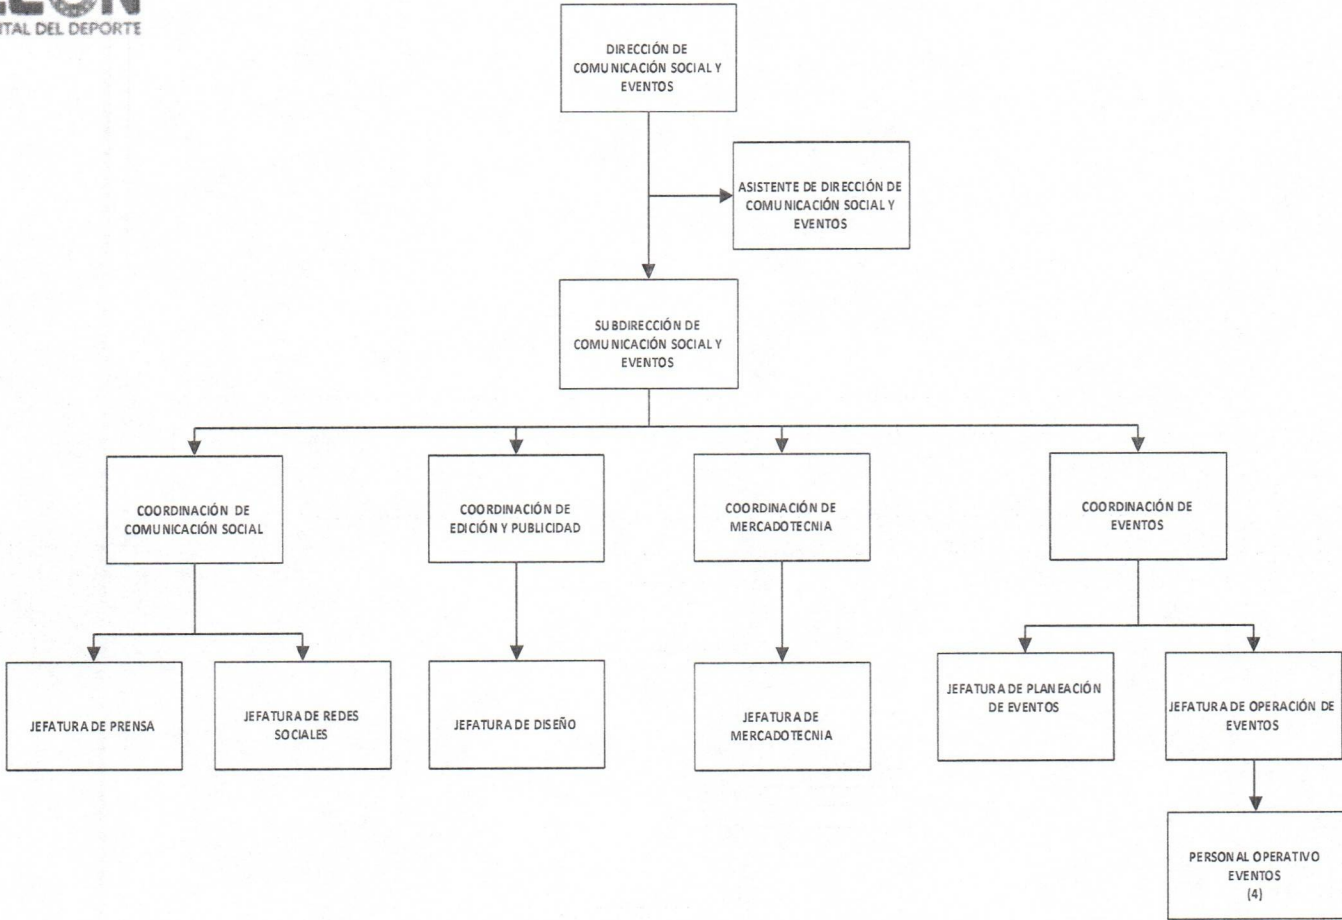 LEÓN
ITAL DEL DEPORTE
DIRECCIÓN DE
COMUNICACIÓN SOCIAL Y
EVENTOS
ASISTENTE DE DIRECCIÓN DE
COMUNICACIÓN SOCIAL Y
EVENTOS
SUBDIRECCIÓN DE
COMUNICACIÓN SOCIAL Y
EVENTOS
COORDINACIÓN DE
COMUNICACIÓN SOCIAL
COORDINACIÓN DE
EDICIÓN Y PUBLICIDAD
COORDINACIÓN DE
MERCADOTECNIA
COORDINACIÓN DE
EVENTOS
JEFATURA DE PRENSA
JEFATURA DE REDES
SOCIALES
JEFATURA DE DISEÑO
JEFATURA DE
MERCADOTECNIA
JEFATURA DE PLANEACIÓN
DE EVENTOS
JEFATURA DE OPERACIÓN DE
EVENTOS
PERSONAL OPERATIVO
EVENTOS
(4)